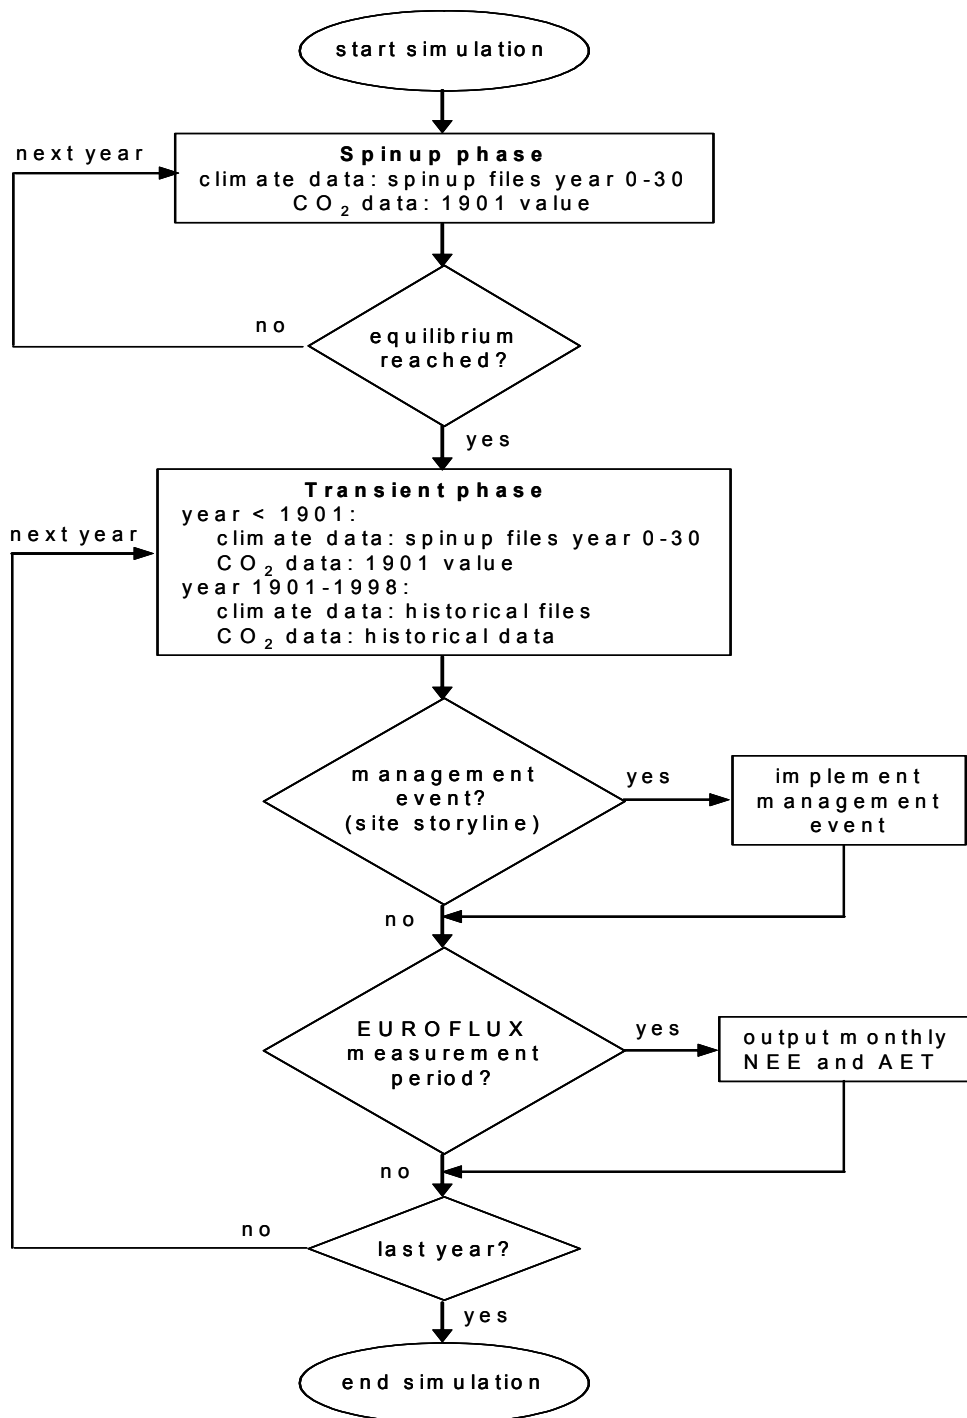 start simulation
next year
Spinup phase
climate data: spinup files year 0-30
CO₂ data: 1901 value
no
equilibrium
reached?
yes
Transient phase
year < 1901:
next year
climate data: spinup files year 0-30
CO₂ data: 1901 value
year 1901-1998:
climate data: historical files
CO₂ data: historical data
management
event?
(site storyline)
yes
implement
management
event
no
EUROFLUX
measurement
period?
yes
output monthly
NEE and AET
no
no
last year?
yes
end simulation